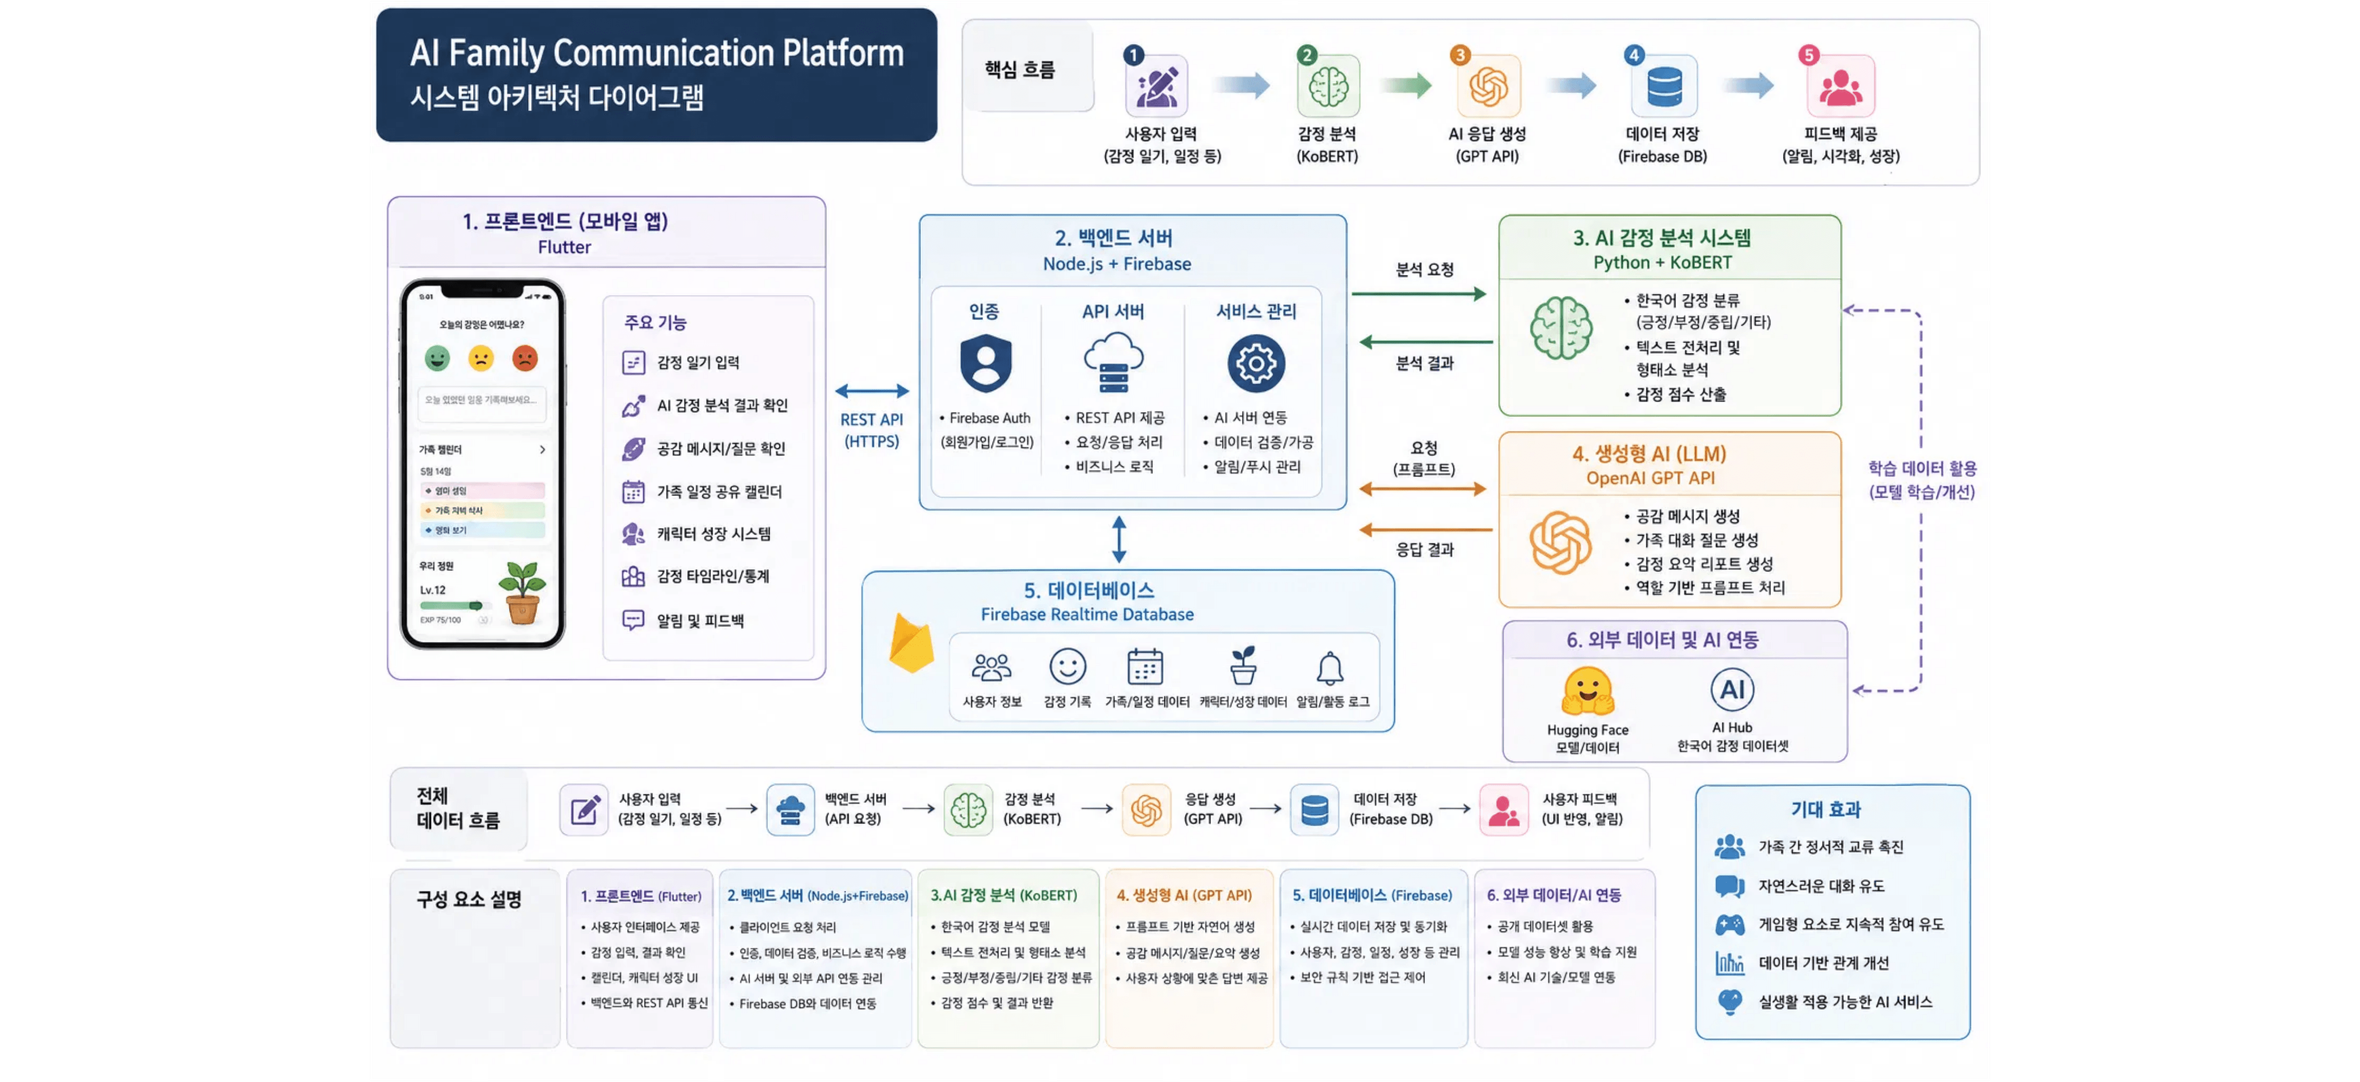 AI Family Communication Platform
시스템 아키텍처 다이어그램
핵심 흐름
1
사용자 입력
(감정 일기, 일정 등)
2
감정 분석
(KoBERT)
3
AI 응답 생성
(GPT API)
4
데이터 저장
(Firebase DB)
5
피드백 제공
(알림, 시각화, 성장)
1. 프론트엔드 (모바일 앱)
Flutter
9:41
오늘의 감정은 어땠나요?
가족 캘린더
가족 저녁 식사
영화 보기
우리 정원
Lv.12
EXP 75/100
주요 기능
감정 일기 입력
AI 감정 분석 결과 확인
공감 메시지/질문 확인
가족 일정 공유 캘린더
캐릭터 성장 시스템
감정 타임라인/통계
알림 및 피드백
REST API
(HTTPS)
2. 백엔드 서버
Node.js + Firebase
인증
• Firebase Auth
(회원가입/로그인)
API 서버
• REST API 제공
• 요청/응답 처리
• 비즈니스 로직
서비스 관리
• AI 서버 연동
• 데이터 검증/가공
• 알림/푸시 관리
분석 요청
분석 결과
요청
(프롬프트)
응답 결과
3. AI 감정 분석 시스템
Python + KoBERT
• 한국어 감정 분류
(긍정/부정/중립/기타)
• 텍스트 전처리 및
형태소 분석
• 감정 점수 산출
4. 생성형 AI (LLM)
OpenAI GPT API
• 공감 메시지 생성
• 가족 대화 질문 생성
• 감정 요약 리포트 생성
• 역할 기반 프롬프트 처리
학습 데이터 활용
(모델 학습/개선)
5. 데이터베이스
Firebase Realtime Database
사용자 정보
감정 기록
가족/일정 데이터
캐릭터/성장 데이터
알림/활동 로그
6. 외부 데이터 및 AI 연동
Hugging Face
모델/데이터
AI
AI Hub
한국어 감정 데이터셋
전체
데이터 흐름
사용자 입력
(감정 일기, 일정 등)
백엔드 서버
(API 요청)
감정 분석
(KoBERT)
응답 생성
(GPT API)
데이터 저장
(Firebase DB)
사용자 피드백
(UI 반영, 알림)
구성 요소 설명
1. 프론트엔드 (Flutter)
• 사용자 인터페이스 제공
• 감정 입력, 결과 확인
• 캘린더, 캐릭터 성장 UI
• 백엔드와 REST API 통신
2. 백엔드 서버 (Node.js+Firebase)
• 클라이언트 요청 처리
• 인증, 데이터 검증, 비즈니스 로직 수행
• AI 서버 및 외부 API 연동 관리
• Firebase DB와 데이터 연동
3.AI 감정 분석 (KoBERT)
• 한국어 감정 분석 모델
• 텍스트 전처리 및 형태소 분석
• 긍정/부정/중립/기타 감정 분류
• 감정 점수 및 결과 반환
4. 생성형 AI (GPT API)
• 프롬프트 기반 자연어 생성
• 공감 메시지/질문/요약 생성
• 사용자 상황에 맞춘 답변 제공
5. 데이터베이스 (Firebase)
• 실시간 데이터 저장 및 동기화
• 사용자, 감정, 일정, 성장 등 관리
• 보안 규칙 기반 접근 제어
6. 외부 데이터/AI 연동
• 공개 데이터셋 활용
• 모델 성능 향상 및 학습 지원
• 최신 AI 기술/모델 연동
기대 효과
가족 간 정서적 교류 촉진
자연스러운 대화 유도
게임형 요소로 지속적 참여 유도
데이터 기반 관계 개선
실생활 적용 가능한 AI 서비스